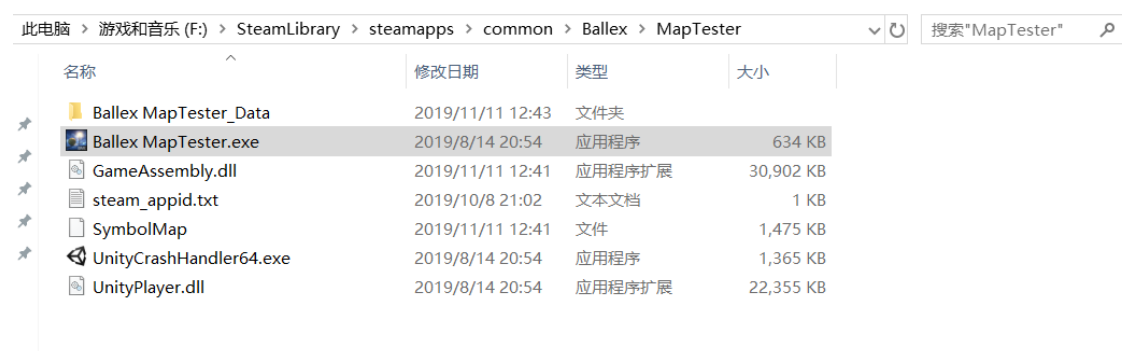 此电脑 > 游戏和音乐 (F:) > SteamLibrary > steamapps > common > Ballex > MapTester 搜索"MapTester"
名称 修改日期 类型 大小
Ballex MapTester_Data 2019/11/11 12:43 文件夹
Ballex MapTester.exe 2019/8/14 20:54 应用程序 634 KB
GameAssembly.dll 2019/11/11 12:41 应用程序扩展 30,902 KB
steam_appid.txt 2019/10/8 21:02 文本文档 1 KB
SymbolMap 2019/11/11 12:41 文件 1,475 KB
UnityCrashHandler64.exe 2019/8/14 20:54 应用程序 1,365 KB
UnityPlayer.dll 2019/8/14 20:54 应用程序扩展 22,355 KB